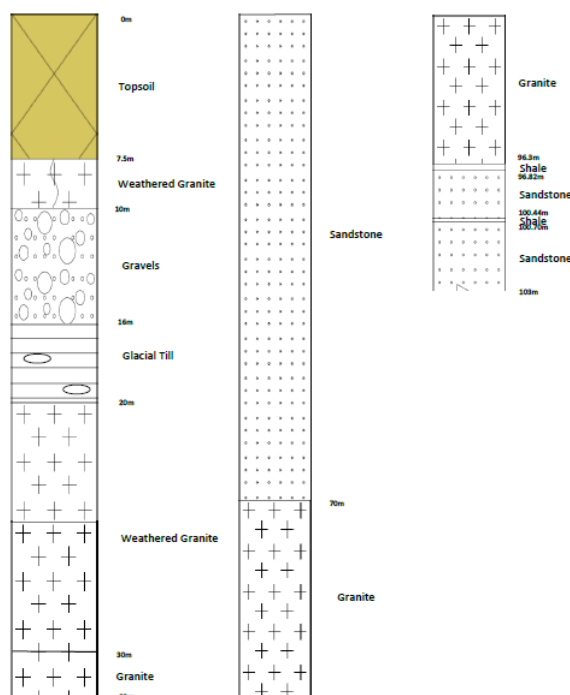 0m
Topsoil
7.5m
Weathered Granite
10m
Gravels
16m
Glacial Till
20m
Weathered Granite
30m
Granite
Sandstone
70m
Granite
Granite
96.3m
Shale
96.82m
Sandstone
100.44m
Shale
100.70m
Sandstone
103m